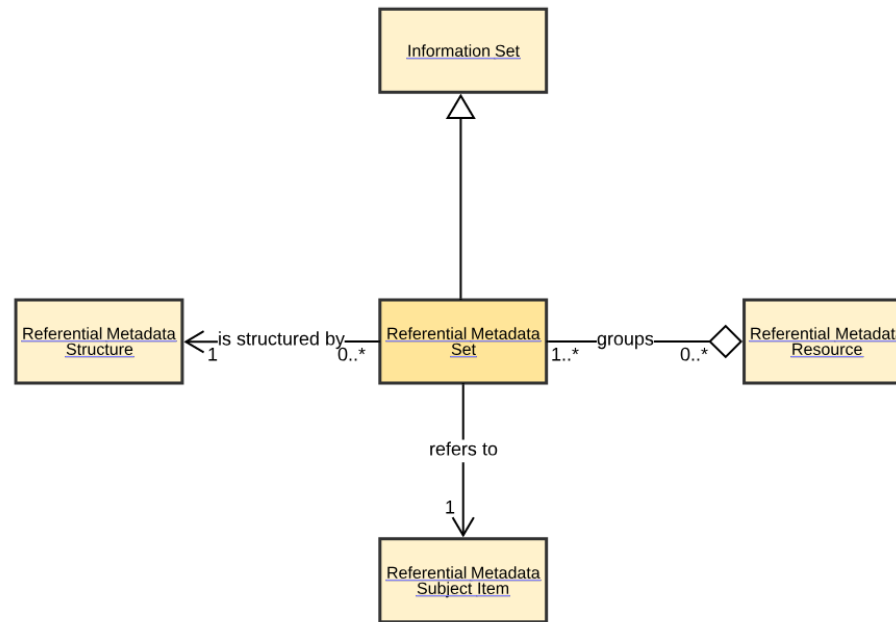 Information Set
Referential Metadata
Structure
1
is structured by
0..*
Referential Metadata
Set
1..*
groups
0..*
Referential Metadata
Resource
refers to
1
Referential Metadata
Subject Item